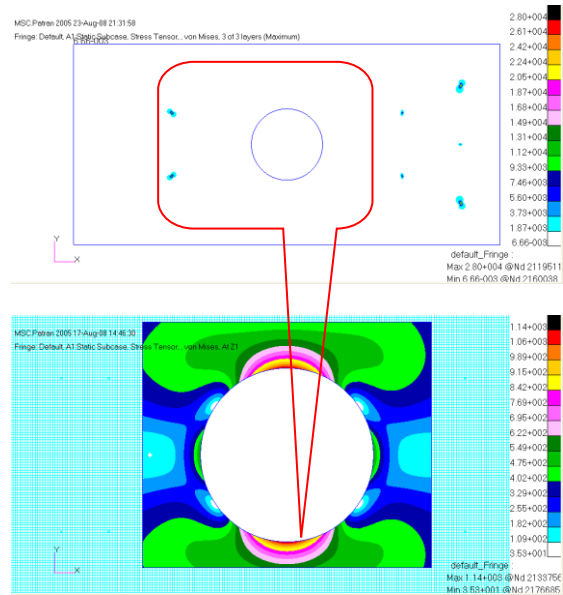 MSC.Patran 2005 23-Aug-08 21:31:58
Fringe: Default, A1:Static Subcase, Stress Tensor, von Mises, 3 of 3 layers (Maximum)
6.66-003
2.80+004
2.61+004
2.42+004
2.24+004
2.05+004
1.87+004
1.68+004
1.49+004
1.31+004
1.12+004
9.33+003
7.46+003
5.60+003
3.73+003
1.87+003
6.66-003
Y
X
default_Fringe :
Max 2.80+004 @Nd 2119511
Min 6.66-003 @Nd 2160038
MSC.Patran 2005 17-Aug-08 14:46:30
Fringe: Default, A1:Static Subcase, Stress Tensor, von Mises, At Z1
1.14+003
1.06+003
9.89+002
9.15+002
8.42+002
7.69+002
6.95+002
6.22+002
5.49+002
4.75+002
4.02+002
3.29+002
2.55+002
1.82+002
1.09+002
3.53+001
Y
X
default_Fringe :
Max 1.14+003 @Nd 2133756
Min 3.53+001 @Nd 2176685